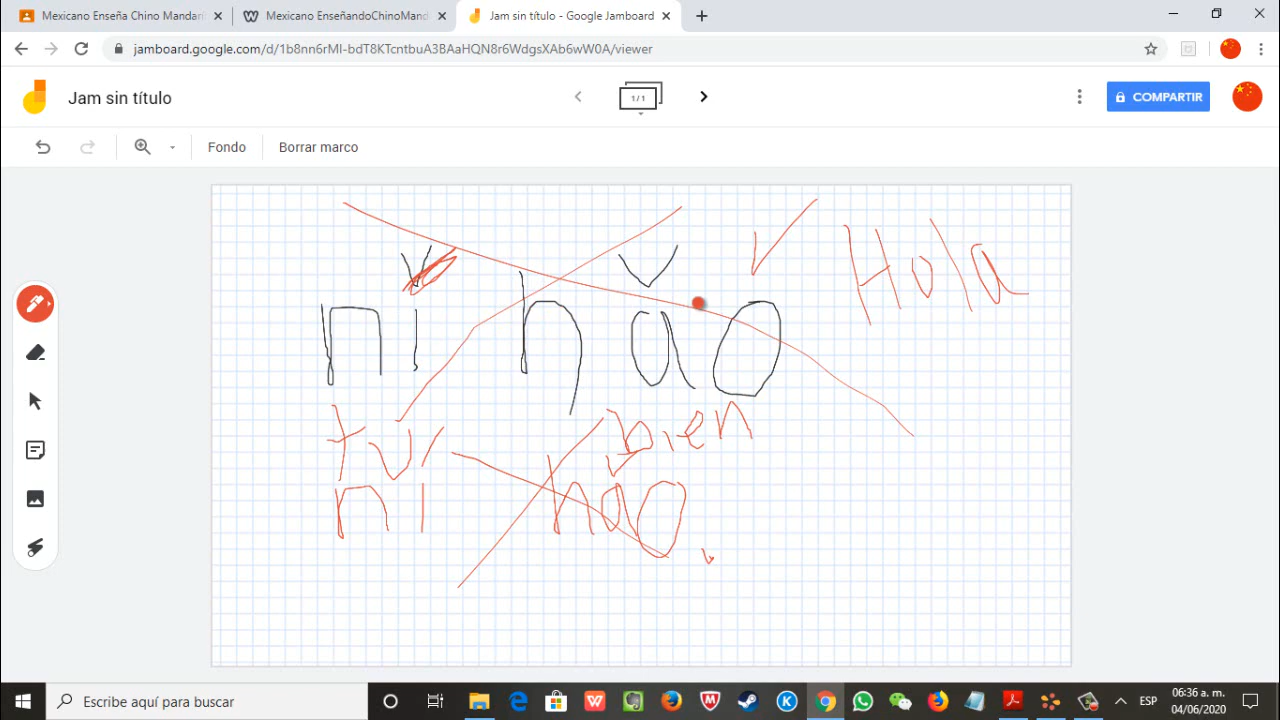 Mexicano Enseña Chino Mandarí
Mexicano EnseñandoChinoMand
Jam sin título - Google Jamboard
jamboard.google.com/d/1b8nn6rMI-bdT8KTcntbuA3BAaHQN8r6WdgsXAb6wW0A/viewer
Jam sin título
1/1
COMPARTIR
Fondo
Borrar marco
Hola
nǐ hǎo
bien
ni hao
Escribe aquí para buscar
ESP
06:36 a. m.
04/06/2020